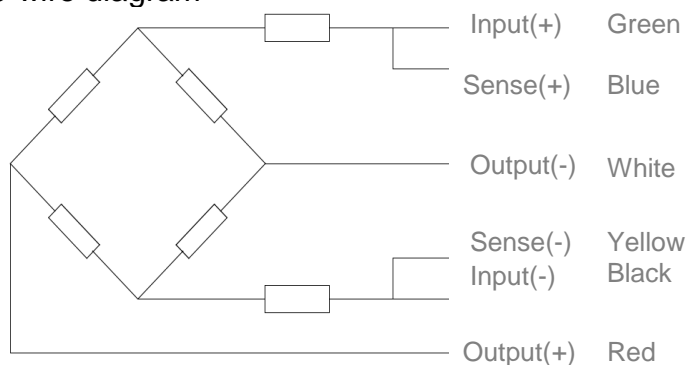 wire diagram
Input(+) Green
Sense(+) Blue
Output(-) White
Sense(-) Yellow
Input(-) Black
Output(+) Red